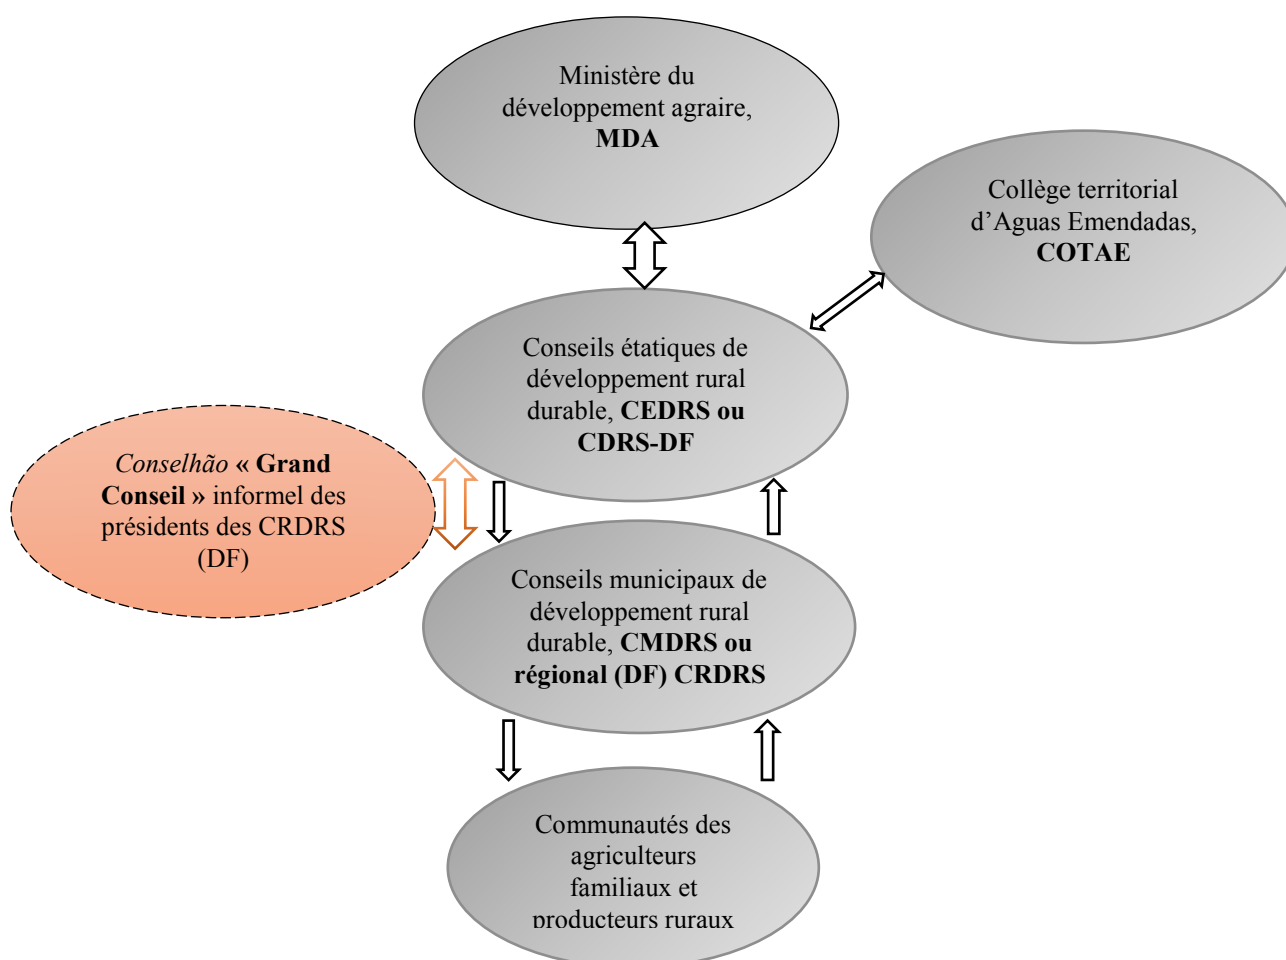 Ministère du
développement agraire,
MDA
Collège territorial
d’Aguas Emendadas,
COTAE
Conseils étatiques de
développement rural
durable, CEDRS ou
CDRS-DF
Conselhão « Grand
Conseil » informel des
présidents des CRDRS
(DF)
Conseils municipaux de
développement rural
durable, CMDRS ou
régional (DF) CRDRS
Communautés des
agriculteurs
familiaux et
producteurs ruraux